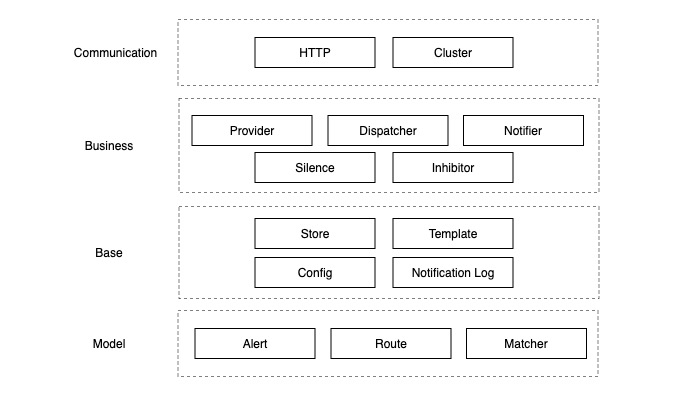 Communication
HTTP
Cluster
Business
Provider
Dispatcher
Notifier
Silence
Inhibitor
Base
Store
Template
Config
Notification Log
Model
Alert
Route
Matcher